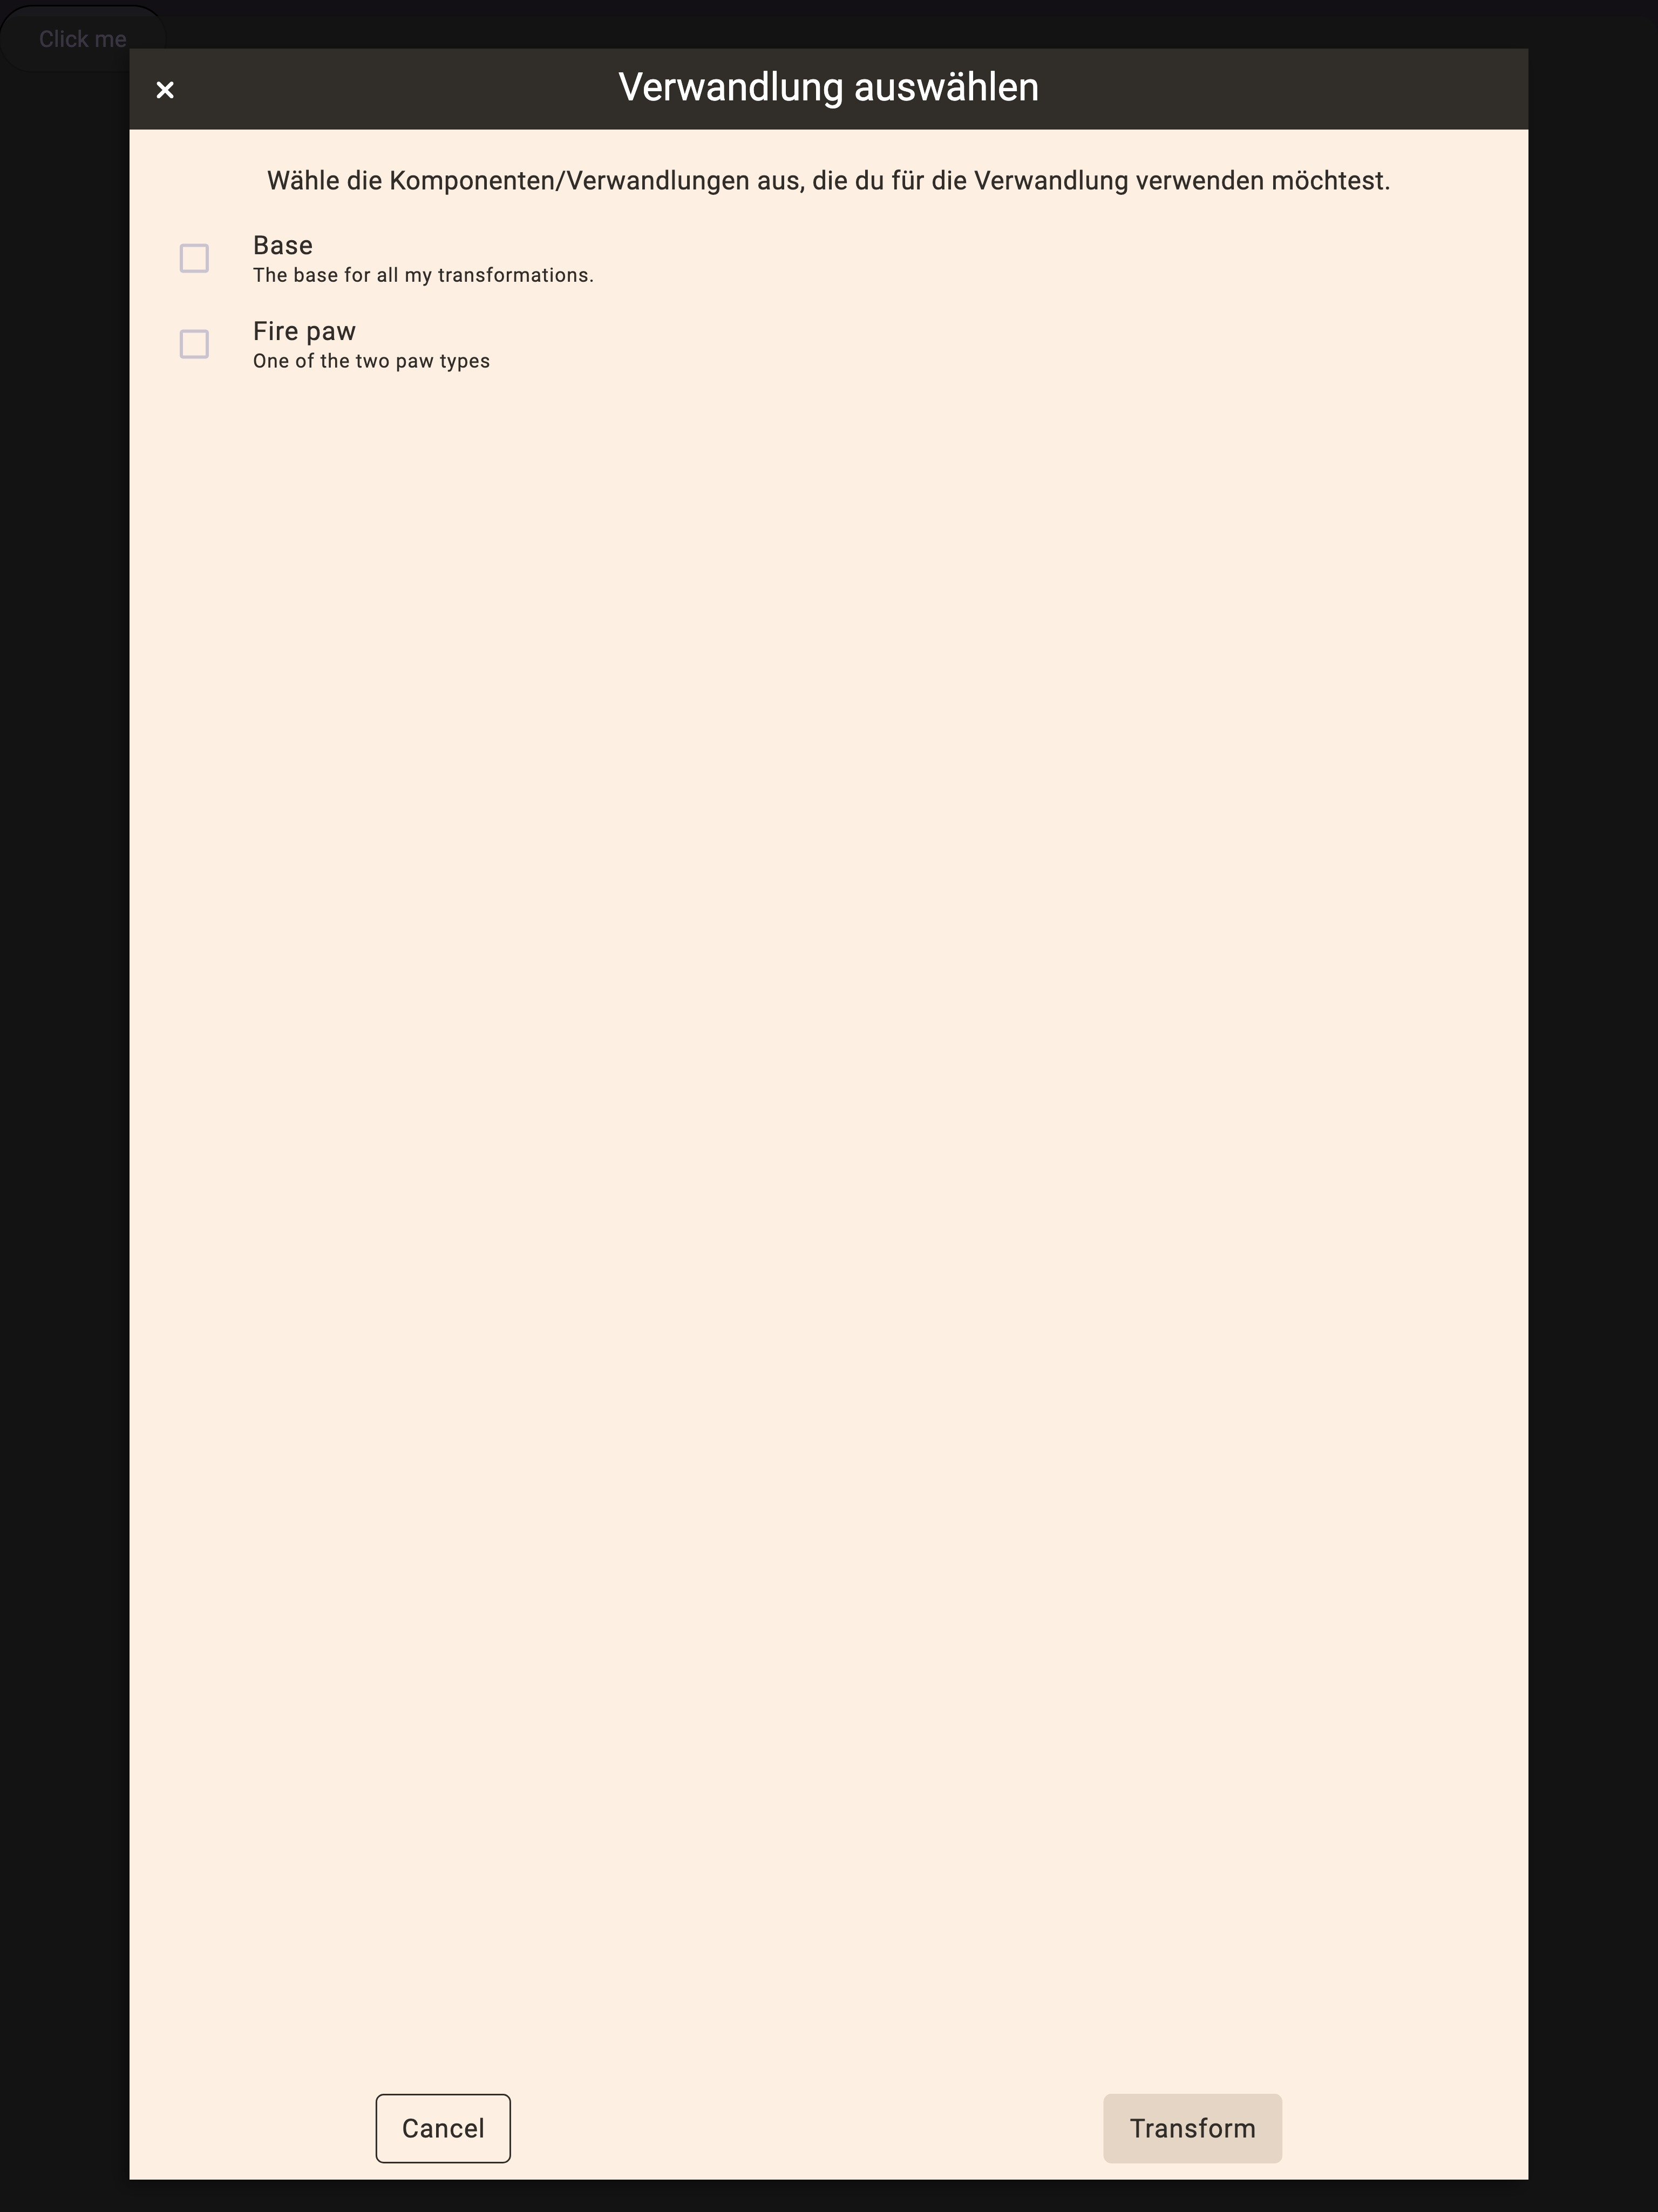 Click me
Verwandlung auswählen
Wähle die Komponenten/Verwandlungen aus, die du für die Verwandlung verwenden möchtest.
Base
The base for all my transformations.
Fire paw
One of the two paw types
Cancel
Transform